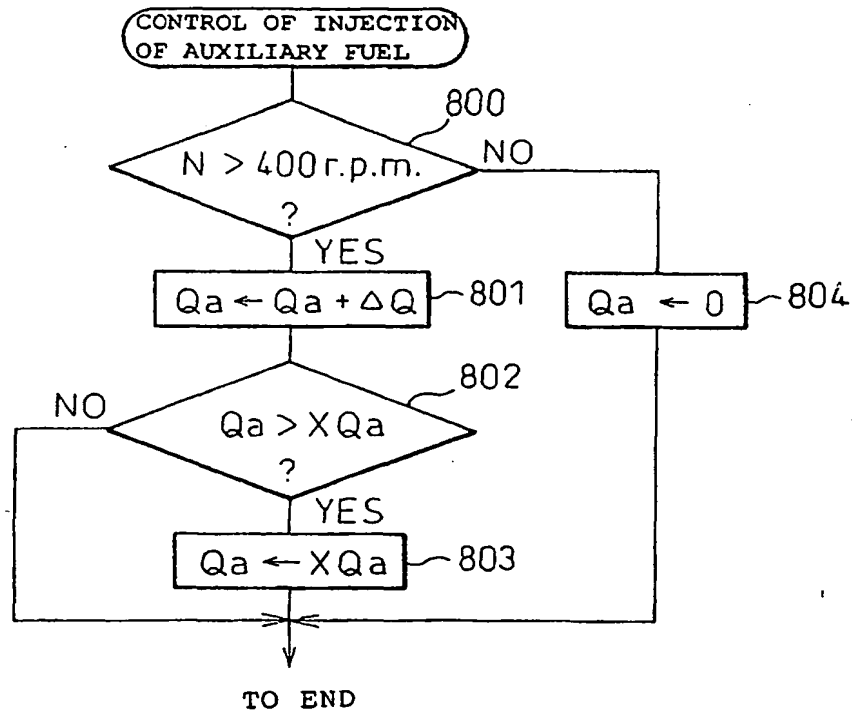 CONTROL OF INJECTION
OF AUXILIARY FUEL
800
N > 400 r.p.m.
?
NO
YES
Qa ← Qa + △Q
801
Qa ← 0
804
802
NO
Qa > XQa
?
YES
Qa ← XQa
803
TO END